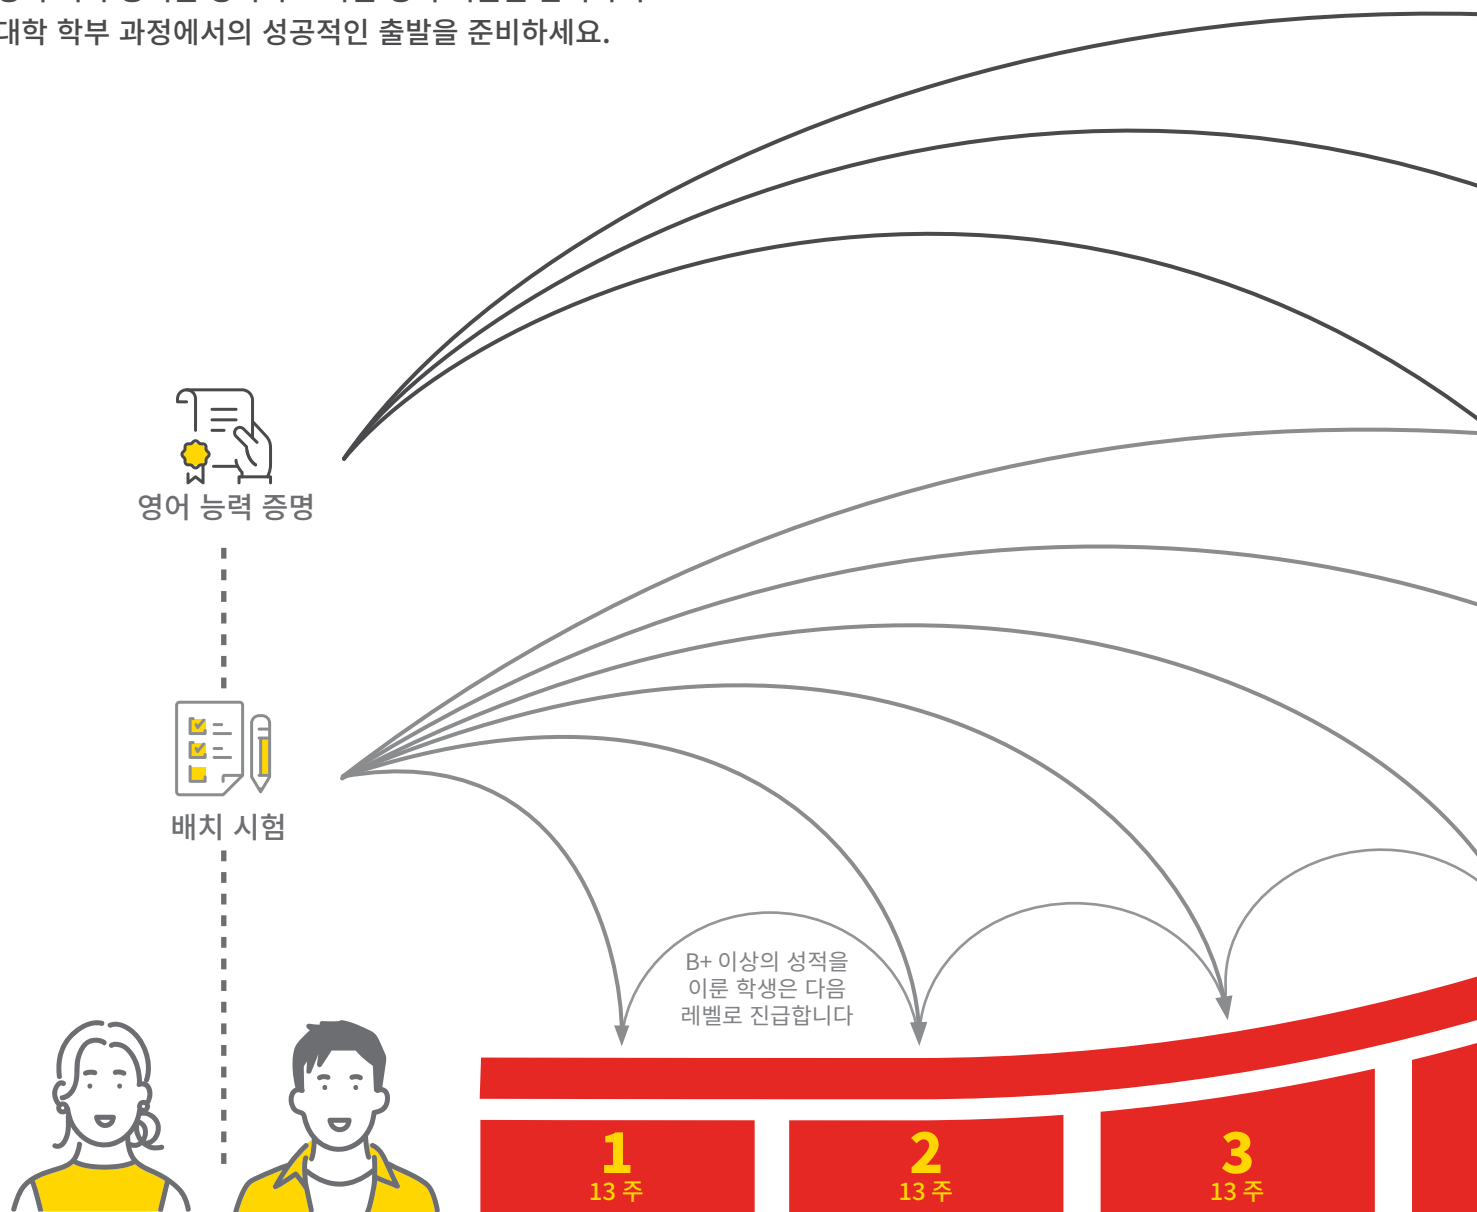 대학 학부 과정에서의 성공적인 출발을 준비하세요.
영어 능력 증명
배치 시험
B+ 이상의 성적을
이룬 학생은 다음
레벨로 진급합니다
1
13 주
2
13 주
3
13 주